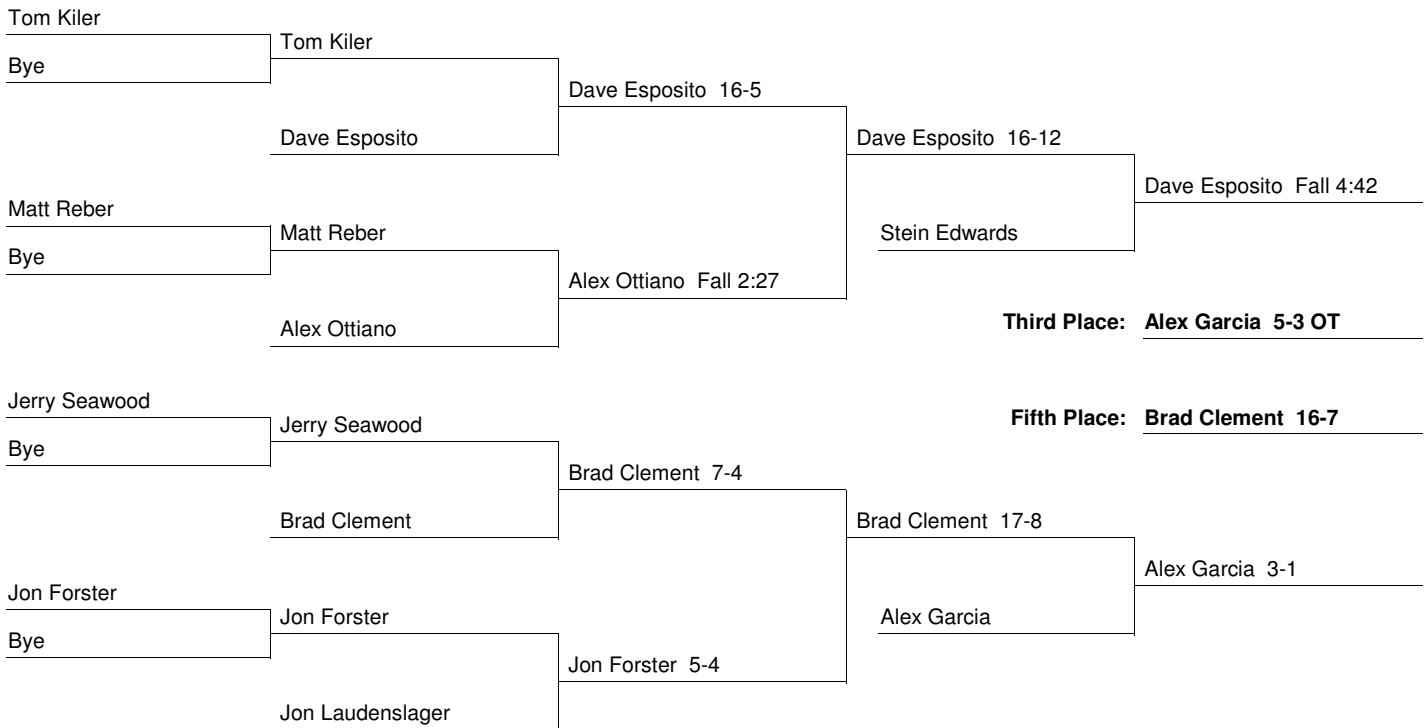 Tom Kiler
Bye
Tom Kiler
Dave Esposito
Dave Esposito  16-5
Matt Reber
Bye
Matt Reber
Alex Ottiano
Alex Ottiano  Fall 2:27
Dave Esposito  16-12
Stein Edwards
Dave Esposito  Fall 4:42
Third Place:  Alex Garcia  5-3 OT
Fifth Place:  Brad Clement  16-7
Jerry Seawood
Bye
Jerry Seawood
Brad Clement
Brad Clement  7-4
Jon Forster
Bye
Jon Forster
Jon Laudenslager
Jon Forster  5-4
Brad Clement  17-8
Alex Garcia
Alex Garcia  3-1